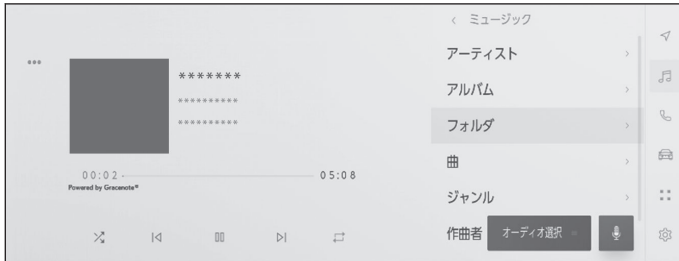 *******
**********
**********
00:02
05:08
Powered by Gracenote®
ミュージック
アーティスト
アルバム
フォルダ
曲
ジャンル
作曲者
オーディオ選択